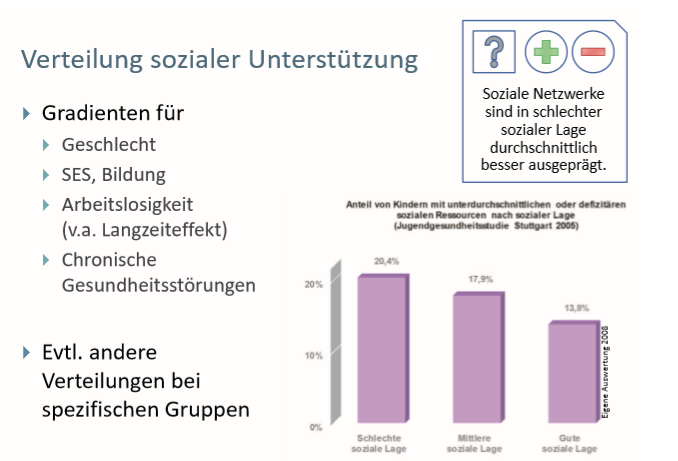 Verteilung sozialer Unterstützung
Gradienten für
Geschlecht
SES, Bildung
Arbeitslosigkeit
(v.a. Langzeiteffekt)
Chronische
Gesundheitsstörungen
Evtl. andere
Verteilungen bei
spezifischen Gruppen
?
Soziale Netzwerke
sind in schlechter
sozialer Lage
durchschnittlich
besser ausgeprägt.
Anteil von Kindern mit unterdurchschnittlichen oder defizitären
sozialen Ressourcen nach sozialer Lage
(Jugendgesundheitsstudie Stuttgart 2005)
20,4%
17,9%
13,8%
20%
10%
0%
Schlechte
soziale Lage
Mittlere
soziale Lage
Gute
soziale Lage
Eigene Auswertung 2008